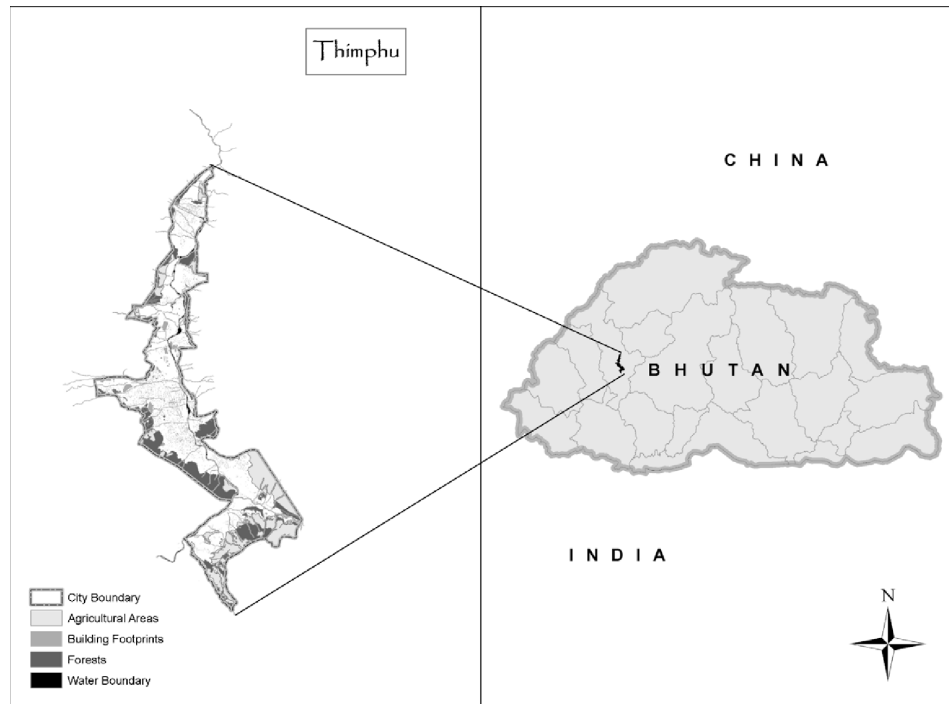 Thimphu
CHINA
BHUTAN
INDIA
City Boundary
Agricultural Areas
Building Footprints
Forests
Water Boundary
N